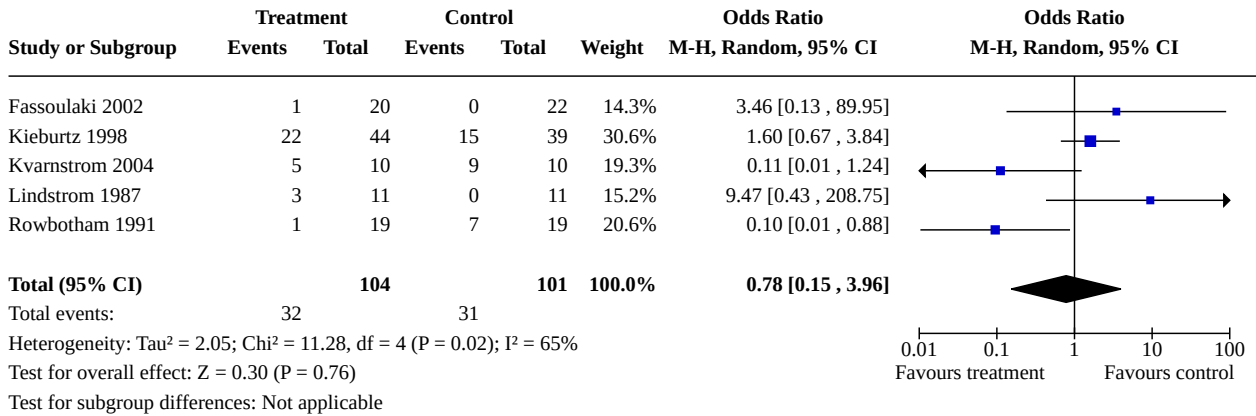 Treatment Control Odds Ratio Odds Ratio
Study or Subgroup Events Total Events Total Weight M-H, Random, 95% CI M-H, Random, 95% CI
Fassoulaki 2002 1 20 0 22 14.3% 3.46 [0.13 , 89.95]
Kieburtz 1998 22 44 15 39 30.6% 1.60 [0.67 , 3.84]
Kvarnstrom 2004 5 10 9 10 19.3% 0.11 [0.01 , 1.24]
Lindstrom 1987 3 11 0 11 15.2% 9.47 [0.43 , 208.75]
Rowbotham 1991 1 19 7 19 20.6% 0.10 [0.01 , 0.88]
Total (95% CI) 104 101 100.0% 0.78 [0.15 , 3.96]
Total events: 32 31
Heterogeneity: Tau² = 2.05; Chi² = 11.28, df = 4 (P = 0.02); I² = 65%
0.01 0.1 1 10 100
Test for overall effect: Z = 0.30 (P = 0.76)
Favours treatment Favours control
Test for subgroup differences: Not applicable